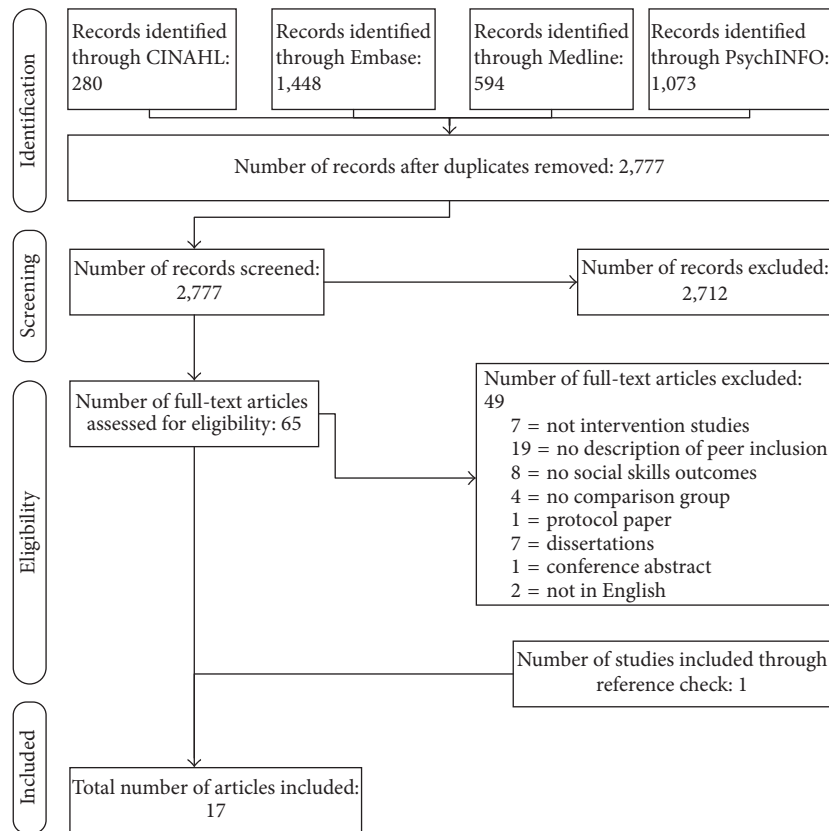 Identification
Records identified
through CINAHL:
280
Records identified
through Embase:
1,448
Records identified
through Medline:
594
Records identified
through PsychINFO:
1,073
Number of records after duplicates removed: 2,777
Screening
Number of records screened:
2,777
Number of records excluded:
2,712
Eligibility
Number of full-text articles
assessed for eligibility: 65
Number of full-text articles excluded:
49
7 = not intervention studies
19 = no description of peer inclusion
8 = no social skills outcomes
4 = no comparison group
1 = protocol paper
7 = dissertations
1 = conference abstract
2 = not in English
Number of studies included through
reference check: 1
Included
Total number of articles included:
17